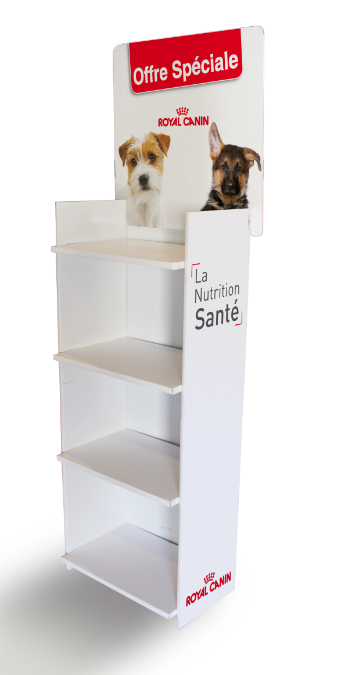 Offre Spéciale
ROYAL CANIN
La
Nutrition
Santé
ROYAL CANIN